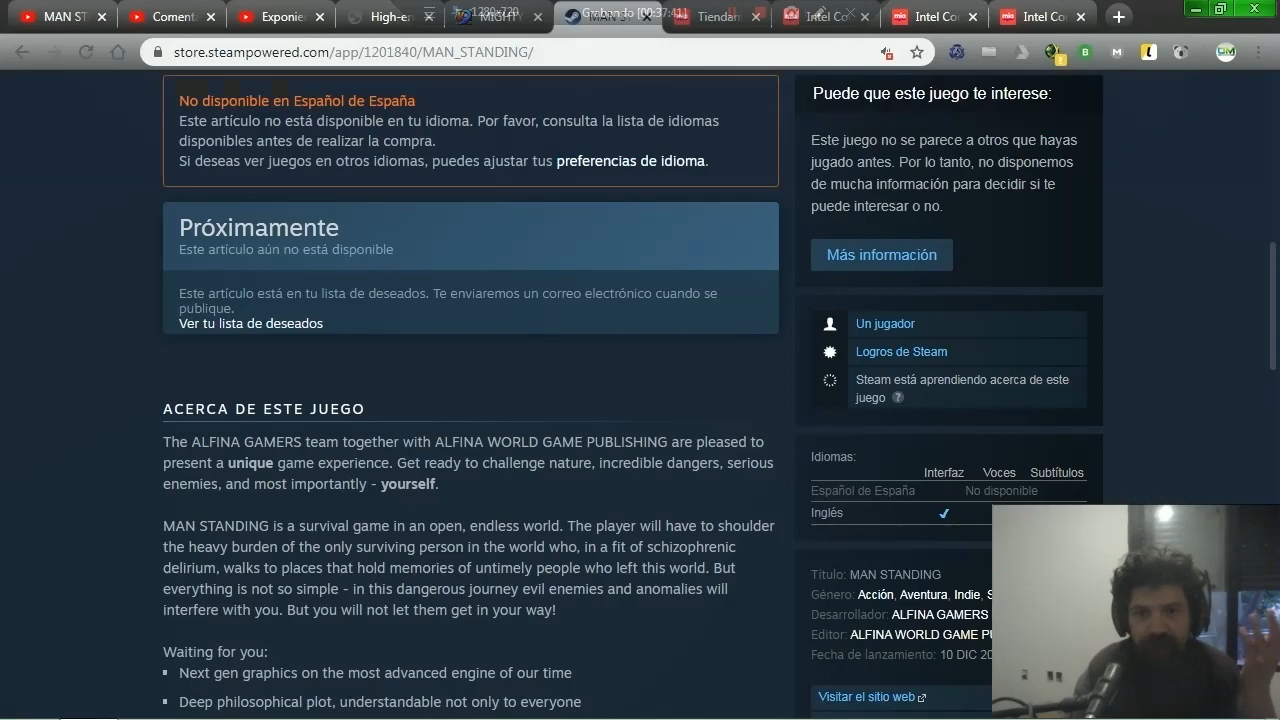 MAN ST
Coment
Exponie
High-en
MIGHTY
MAN S
Tiendan
Intel Co
Intel Co
Intel Co
1280x720
Grabando [00:37:41]
store.steampowered.com/app/1201840/MAN_STANDING/
No disponible en Español de España
Este artículo no está disponible en tu idioma. Por favor, consulta la lista de idiomas
disponibles antes de realizar la compra.
Si deseas ver juegos en otros idiomas, puedes ajustar tus preferencias de idioma.
Próximamente
Este artículo aún no está disponible
Este artículo está en tu lista de deseados. Te enviaremos un correo electrónico cuando se
publique.
Ver tu lista de deseados
ACERCA DE ESTE JUEGO
The ALFINA GAMERS team together with ALFINA WORLD GAME PUBLISHING are pleased to
present a unique game experience. Get ready to challenge nature, incredible dangers, serious
enemies, and most importantly - yourself.
MAN STANDING is a survival game in an open, endless world. The player will have to shoulder
the heavy burden of the only surviving person in the world who, in a fit of schizophrenic
delirium, walks to places that hold memories of untimely people who left this world. But
everything is not so simple - in this dangerous journey evil enemies and anomalies will
interfere with you. But you will not let them get in your way!
Waiting for you:
Next gen graphics on the most advanced engine of our time
Deep philosophical plot, understandable not only to everyone
Puede que este juego te interese:
Este juego no se parece a otros que hayas
jugado antes. Por lo tanto, no disponemos
de mucha información para decidir si te
puede interesar o no.
Más información
Un jugador
Logros de Steam
Steam está aprendiendo acerca de este
juego ?
Idiomas:
Interfaz Voces Subtítulos
Español de España No disponible
Inglés ✔
Título: MAN STANDING
Género: Acción, Aventura, Indie, S
Desarrollador: ALFINA GAMERS
Editor: ALFINA WORLD GAME PU
Fecha de lanzamiento: 10 DIC 20
Visitar el sitio web